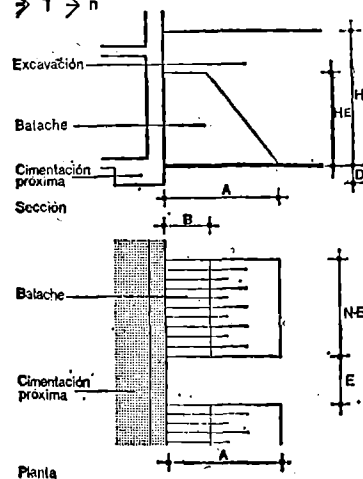 Excavación
H
HE
Batache
Cimentación próxima
D
A
Sección
B
Batache
N-E
E
Cimentación próxima
A
Planta